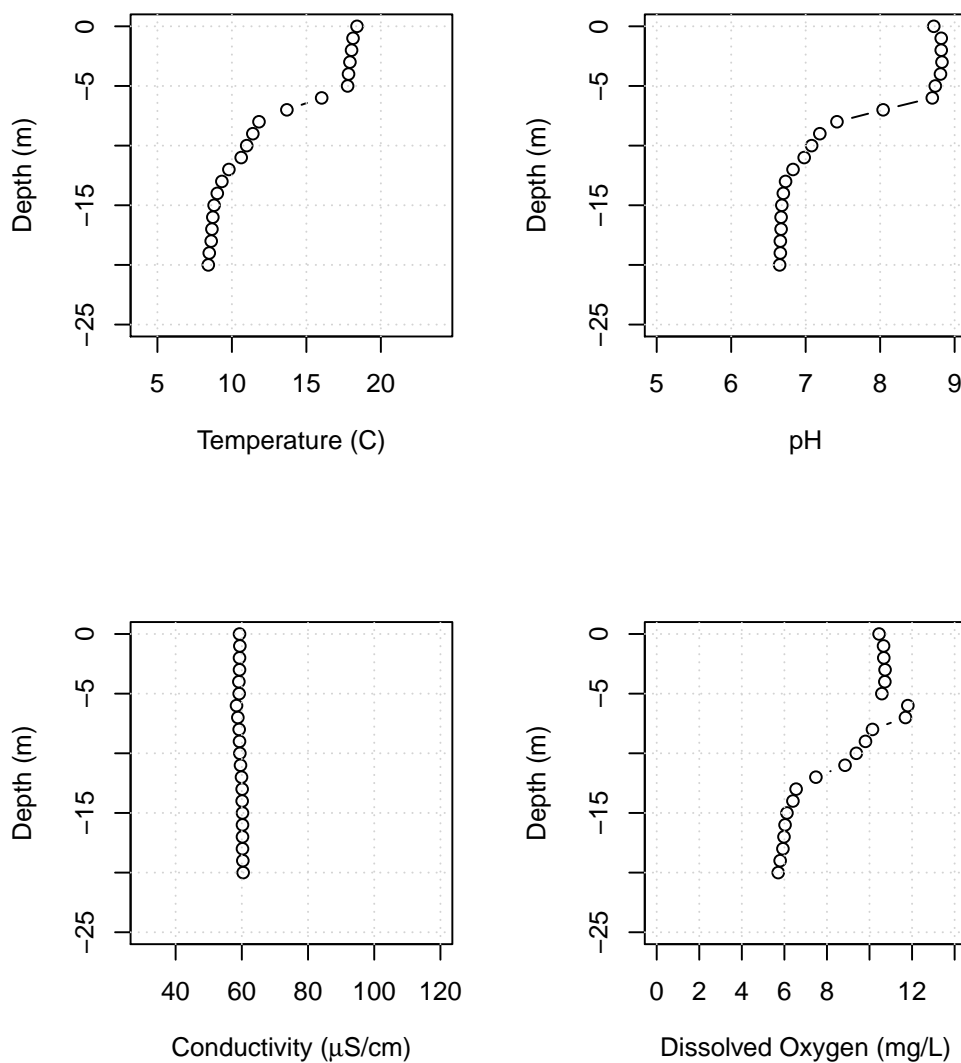 0
−5
−15
−25
Depth (m)
5 10 15 20
Temperature (C)
0
−5
−15
−25
Depth (m)
5 6 7 8 9
pH
0
−5
−15
−25
Depth (m)
40 60 80 100 120
Conductivity (µS/cm)
0
−5
−15
−25
Depth (m)
0 2 4 6 8 12
Dissolved Oxygen (mg/L)